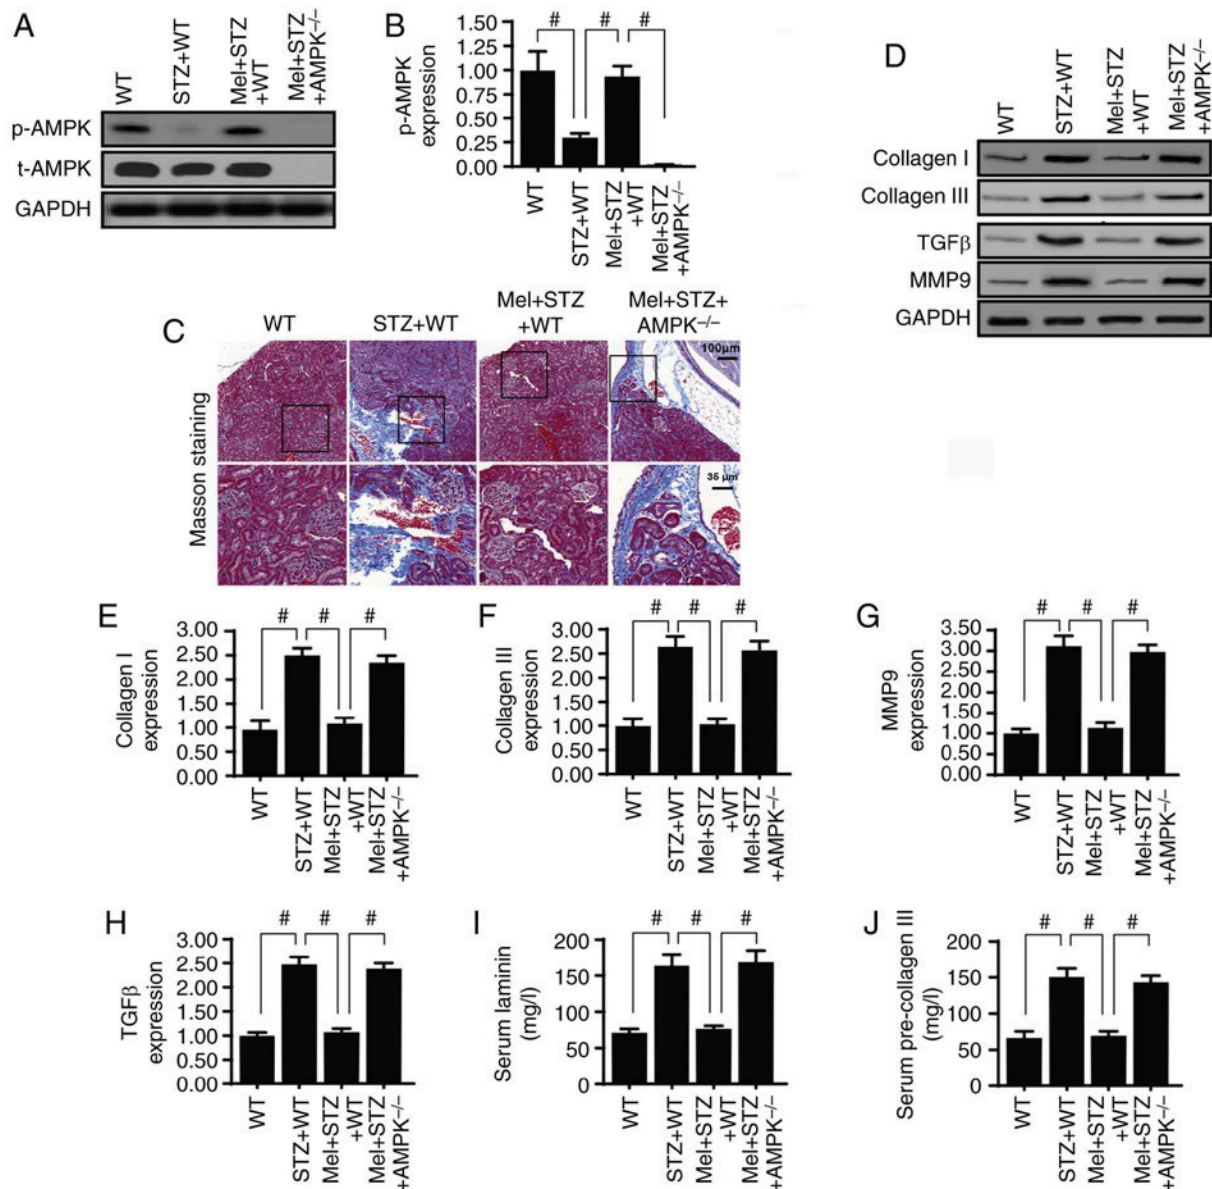 A
WT
STZ+WT
Mel+STZ
+WT
Mel+STZ
+AMPK–/–
p-AMPK
t-AMPK
GAPDH
B
p-AMPK
expression
1.50
1.25
1.00
0.75
0.50
0.25
0.00
# # #
WT
STZ+WT
Mel+STZ
+WT
Mel+STZ
+AMPK–/–
D
WT
STZ+WT
Mel+STZ
+WT
Mel+STZ
+AMPK–/–
Collagen I
Collagen III
TGFβ
MMP9
GAPDH
C
WT
STZ+WT
Mel+STZ
+WT
Mel+STZ+
AMPK–/–
Masson staining
100µm
35 µm
E
Collagen I
expression
3.00
2.50
2.00
1.50
1.00
0.50
0.00
# # #
WT
STZ+WT
Mel+STZ
+WT
Mel+STZ
+AMPK–/–
F
Collagen III
expression
3.00
2.50
2.00
1.50
1.00
0.50
0.00
# # #
WT
STZ+WT
Mel+STZ
+WT
Mel+STZ
+AMPK–/–
G
MMP9
expression
3.50
3.00
2.50
2.00
1.50
1.00
0.50
0.00
# # #
WT
STZ+WT
Mel+STZ
+WT
Mel+STZ
+AMPK–/–
H
TGFβ
expression
3.00
2.50
2.00
1.50
1.00
0.50
0.00
# # #
WT
STZ+WT
Mel+STZ
+WT
Mel+STZ
+AMPK–/–
I
Serum laminin
(mg/l)
200
150
100
50
0
# # #
WT
STZ+WT
Mel+STZ
+WT
Mel+STZ
+AMPK–/–
J
Serum pre-collagen III
(mg/l)
200
150
100
50
0
# # #
WT
STZ+WT
Mel+STZ
+WT
Mel+STZ
+AMPK–/–